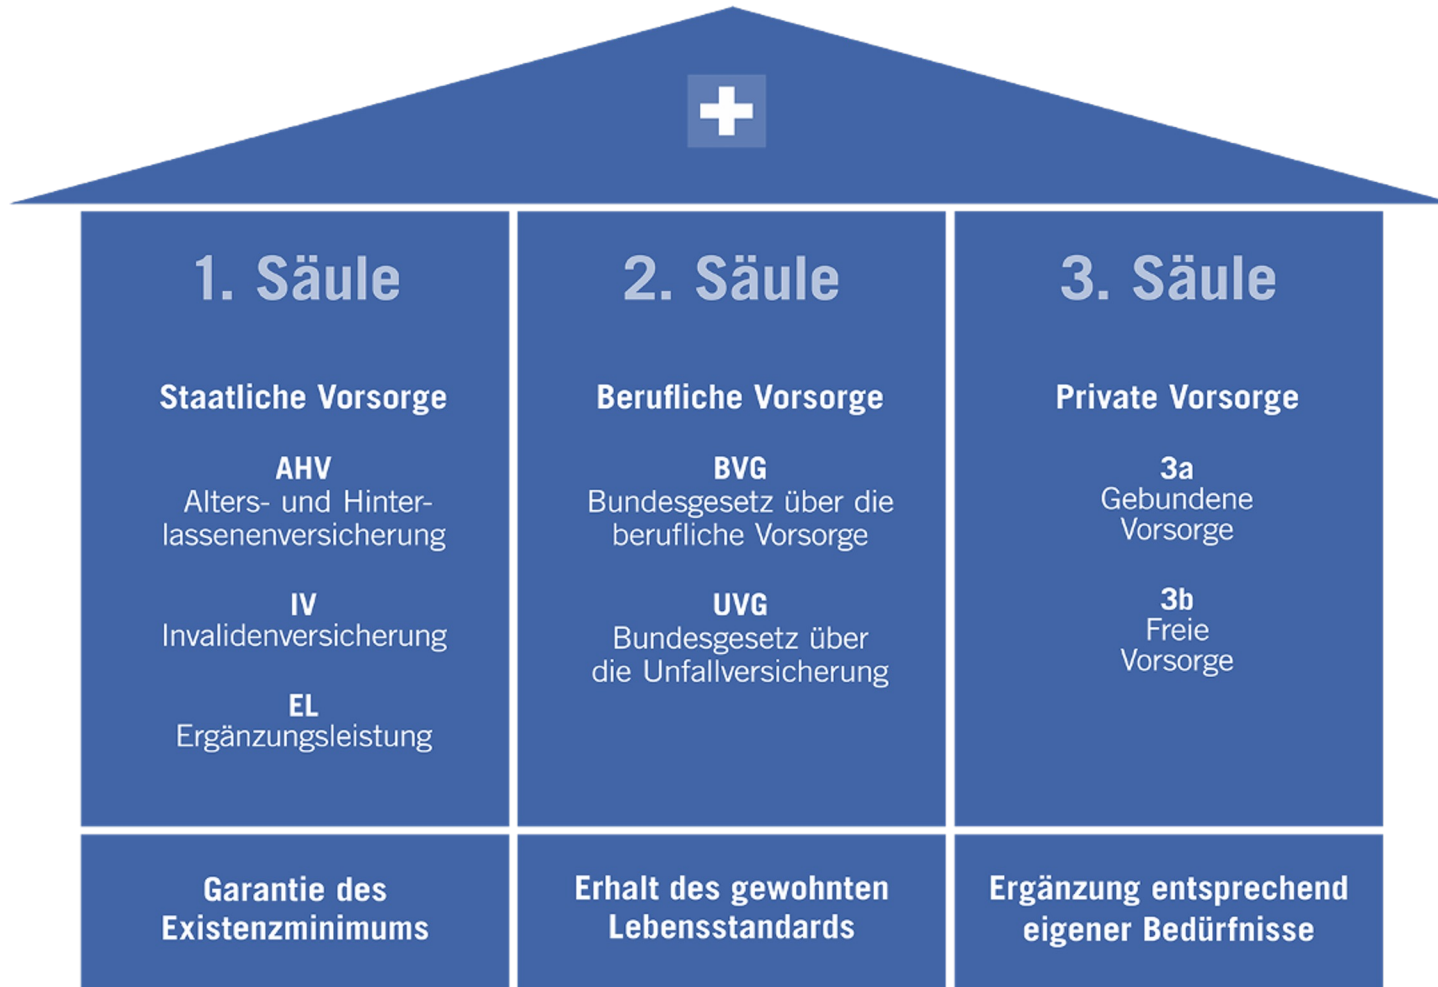 1. Säule
Staatliche Vorsorge
AHV
Alters- und Hinter-
lassenenversicherung
IV
Invalidenversicherung
EL
Ergänzungsleistung
Garantie des
Existenzminimums
2. Säule
Berufliche Vorsorge
BVG
Bundesgesetz über die
berufliche Vorsorge
UVG
Bundesgesetz über
die Unfallversicherung
Erhalt des gewohnten
Lebensstandards
3. Säule
Private Vorsorge
3a
Gebundene
Vorsorge
3b
Freie
Vorsorge
Ergänzung entsprechend
eigener Bedürfnisse